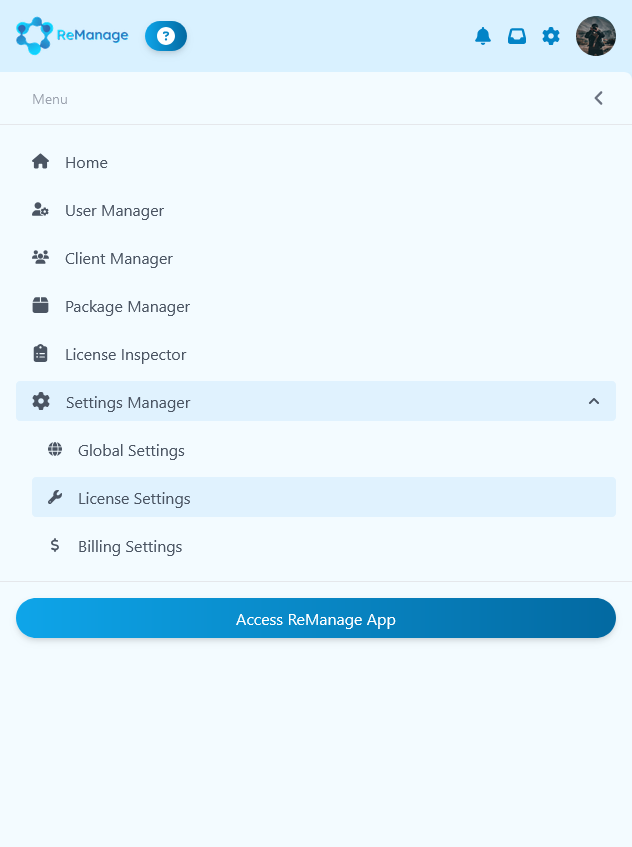 ReManage
?
Menu
Home
User Manager
Client Manager
Package Manager
License Inspector
Settings Manager
Global Settings
License Settings
$ Billing Settings
Access ReManage App